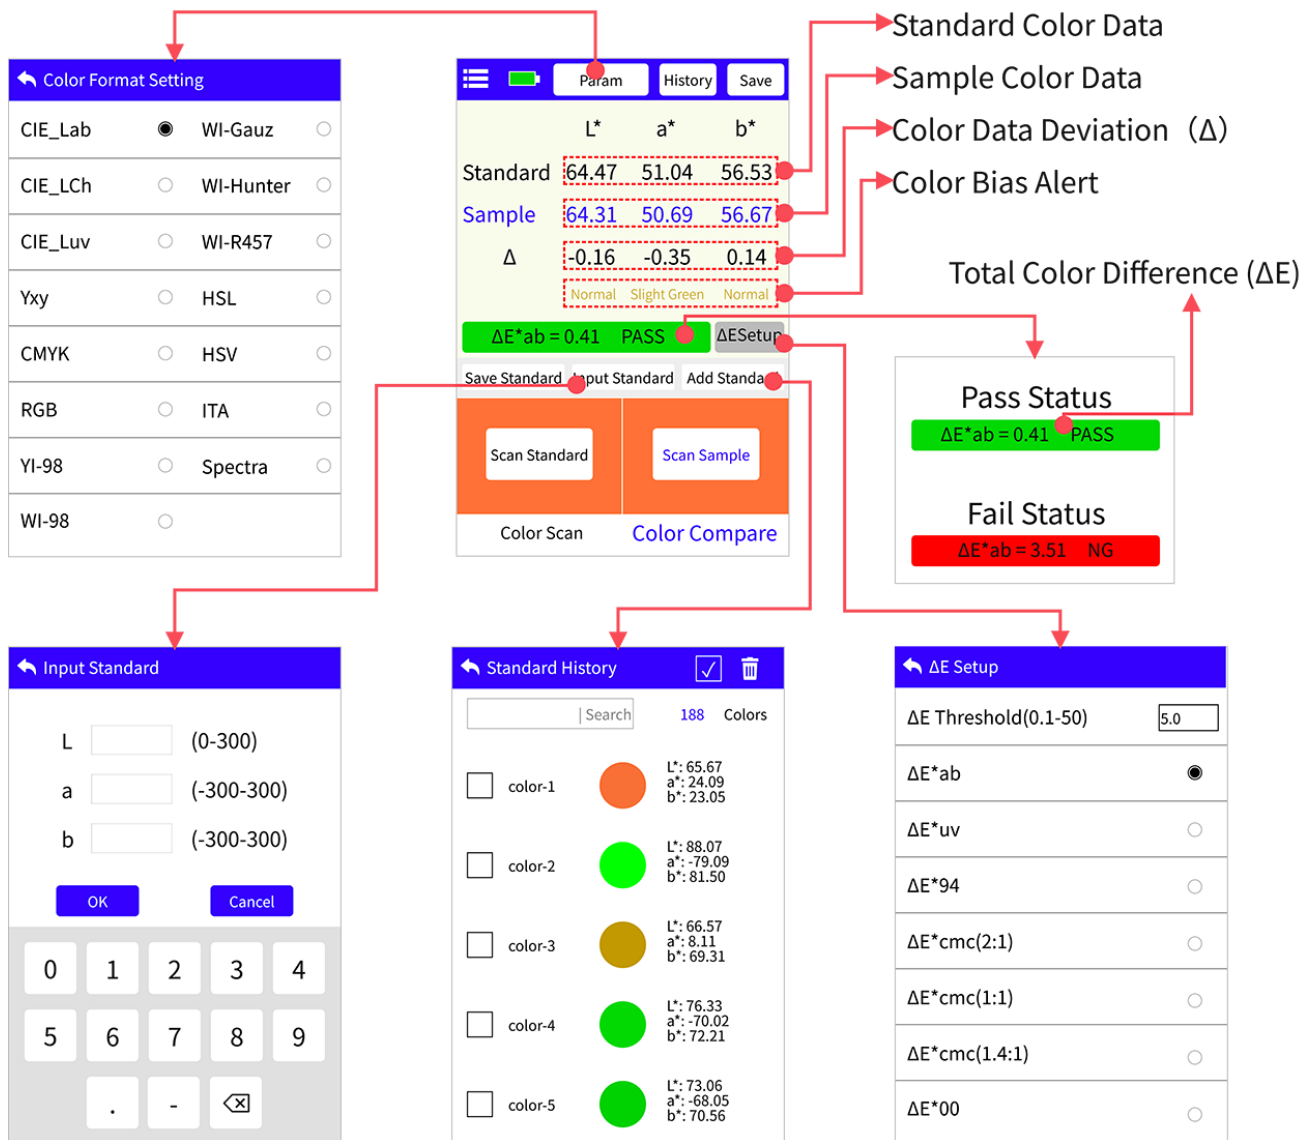 Standard Color Data
Sample Color Data
Color Data Deviation (Δ)
Color Bias Alert
Color Format Setting
CIE_Lab WI-Gauz
CIE_LCh WI-Hunter
CIE_Luv WI-R457
Yxy HSL
CMYK HSV
RGB ITA
YI-98 Spectra
WI-98
Param History Save
L* a* b*
Standard 64.47 51.04 56.53
Sample 64.31 50.69 56.67
Δ -0.16 -0.35 0.14
Normal Slight Green Normal
ΔE*ab = 0.41 PASS ΔESetup
Save Standard Input Standard Add Standard
Scan Standard Scan Sample
Color Scan Color Compare
Total Color Difference (ΔE)
Pass Status
ΔE*ab = 0.41 PASS
Fail Status
ΔE*ab = 3.51 NG
Input Standard
L (0-300)
a (-300-300)
b (-300-300)
OK Cancel
0 1 2 3 4
5 6 7 8 9
. -
Standard History
| Search 188 Colors
color-1
L*: 65.67
a*: 24.09
b*: 23.05
color-2
L*: 88.07
a*: -79.09
b*: 81.50
color-3
L*: 66.57
a*: 8.11
b*: 69.31
color-4
L*: 76.33
a*: -70.02
b*: 72.21
color-5
L*: 73.06
a*: -68.05
b*: 70.56
ΔE Setup
ΔE Threshold(0.1-50) 5.0
ΔE*ab
ΔE*uv
ΔE*94
ΔE*cmc(2:1)
ΔE*cmc(1:1)
ΔE*cmc(1.4:1)
ΔE*00